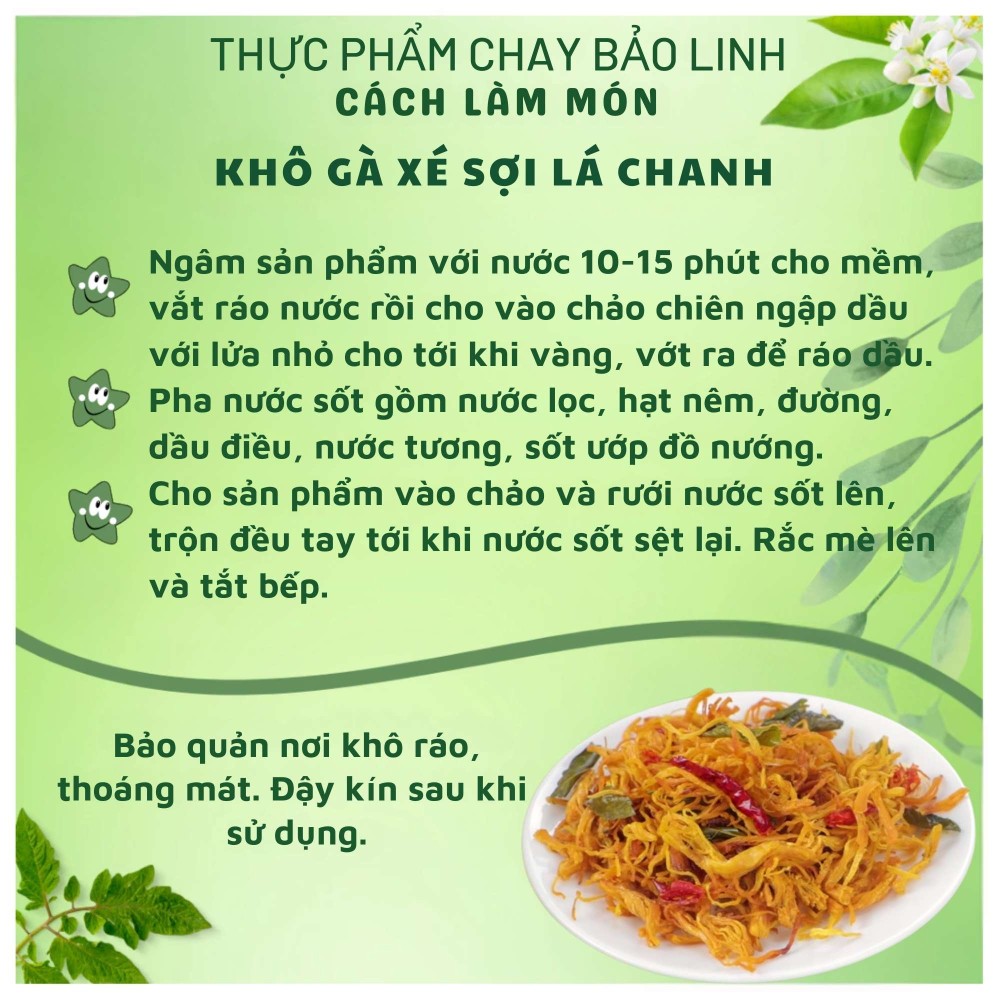 THỰC PHẨM CHAY BẢO LINH
CÁCH LÀM MÓN
KHÔ GÀ XÉ SỢI LÁ CHANH
Ngâm sản phẩm với nước 10-15 phút cho mềm,
vắt ráo nước rồi cho vào chảo chiên ngập dầu
với lửa nhỏ cho tới khi vàng, vớt ra để ráo dầu.
Pha nước sốt gồm nước lọc, hạt nêm, đường,
dầu điều, nước tương, sốt ướp đồ nướng.
Cho sản phẩm vào chảo và rưới nước sốt lên,
trộn đều tay tới khi nước sốt sệt lại. Rắc mè lên
và tắt bếp.
Bảo quản nơi khô ráo,
thoáng mát. Đậy kín sau khi
sử dụng.